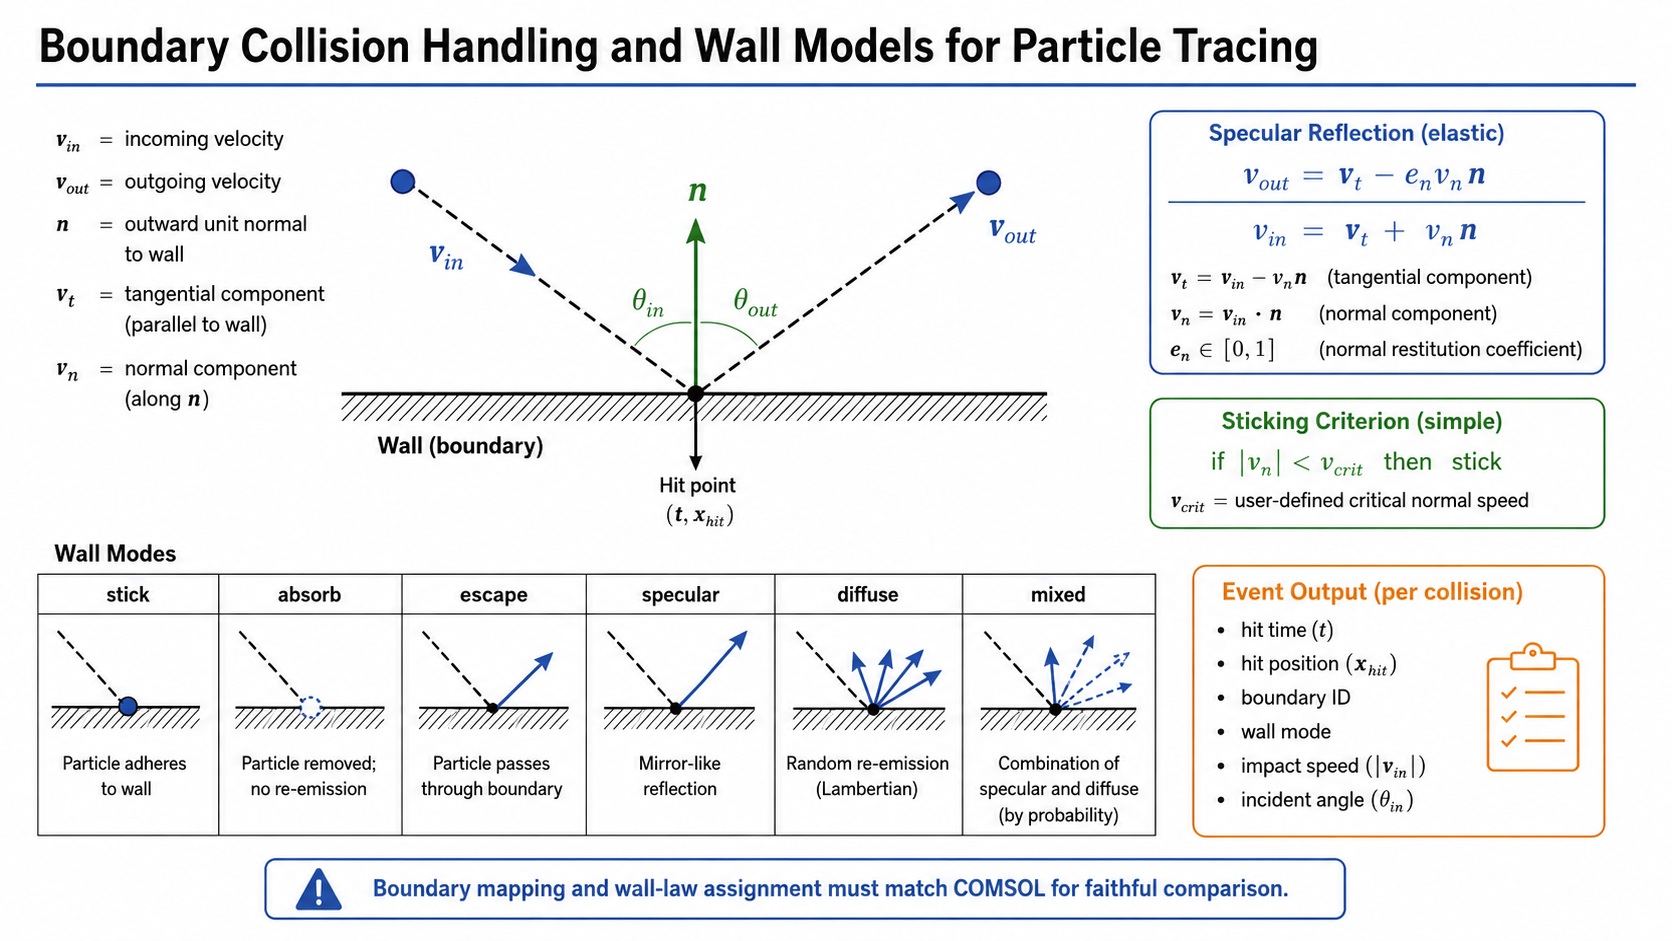 Boundary Collision Handling and Wall Models for Particle Tracing
v_in = incoming velocity
v_out = outgoing velocity
n = outward unit normal
to wall
v_t = tangential component
(parallel to wall)
v_n = normal component
(along n)
v_in
n
v_out
θ_in
θ_out
Wall (boundary)
Hit point
(t, x_hit)
Specular Reflection (elastic)
v_out = v_t − e_n v_n n
v_in = v_t + v_n n
v_t = v_in − v_n n (tangential component)
v_n = v_in · n (normal component)
e_n ∈ [0, 1] (normal restitution coefficient)
Sticking Criterion (simple)
if |v_n| < v_crit then stick
v_crit = user-defined critical normal speed
Wall Modes
stick
absorb
escape
specular
diffuse
mixed
Particle adheres
to wall
Particle removed;
no re-emission
Particle passes
through boundary
Mirror-like
reflection
Random re-emission
(Lambertian)
Combination of
specular and diffuse
(by probability)
Event Output (per collision)
• hit time (t)
• hit position (x_hit)
• boundary ID
• wall mode
• impact speed (|v_in|)
• incident angle (θ_in)
Boundary mapping and wall-law assignment must match COMSOL for faithful comparison.